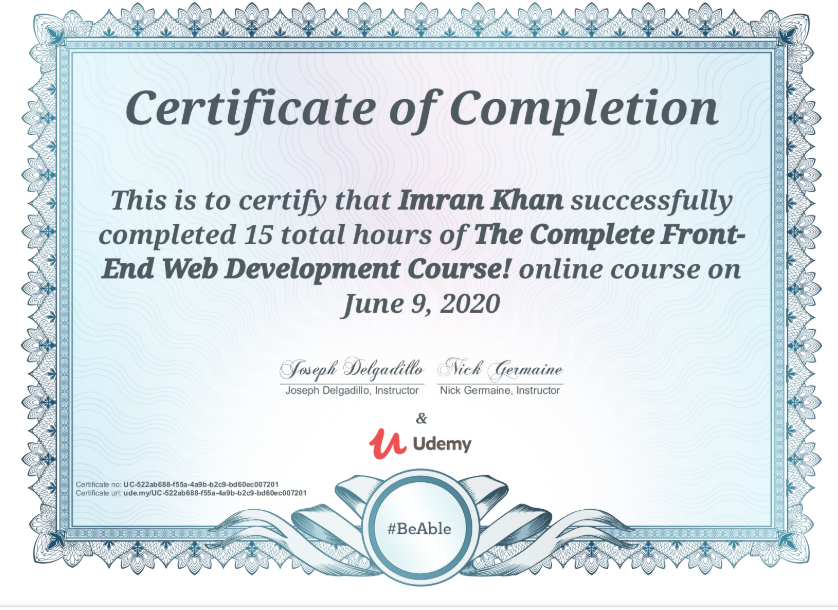 Certificate of Completion
This is to certify that Imran Khan successfully
completed 15 total hours of The Complete Front-
End Web Development Course! online course on
June 9, 2020
Joseph Delgadillo Nick Germaine
Joseph Delgadillo, Instructor Nick Germaine, Instructor
&
Udemy
Certificate no: UC-522ab688-f55a-4a9b-b2c9-bd60ec007201
Certificate url: ude.my/UC-522ab688-f55a-4a9b-b2c9-bd60ec007201
#BeAble